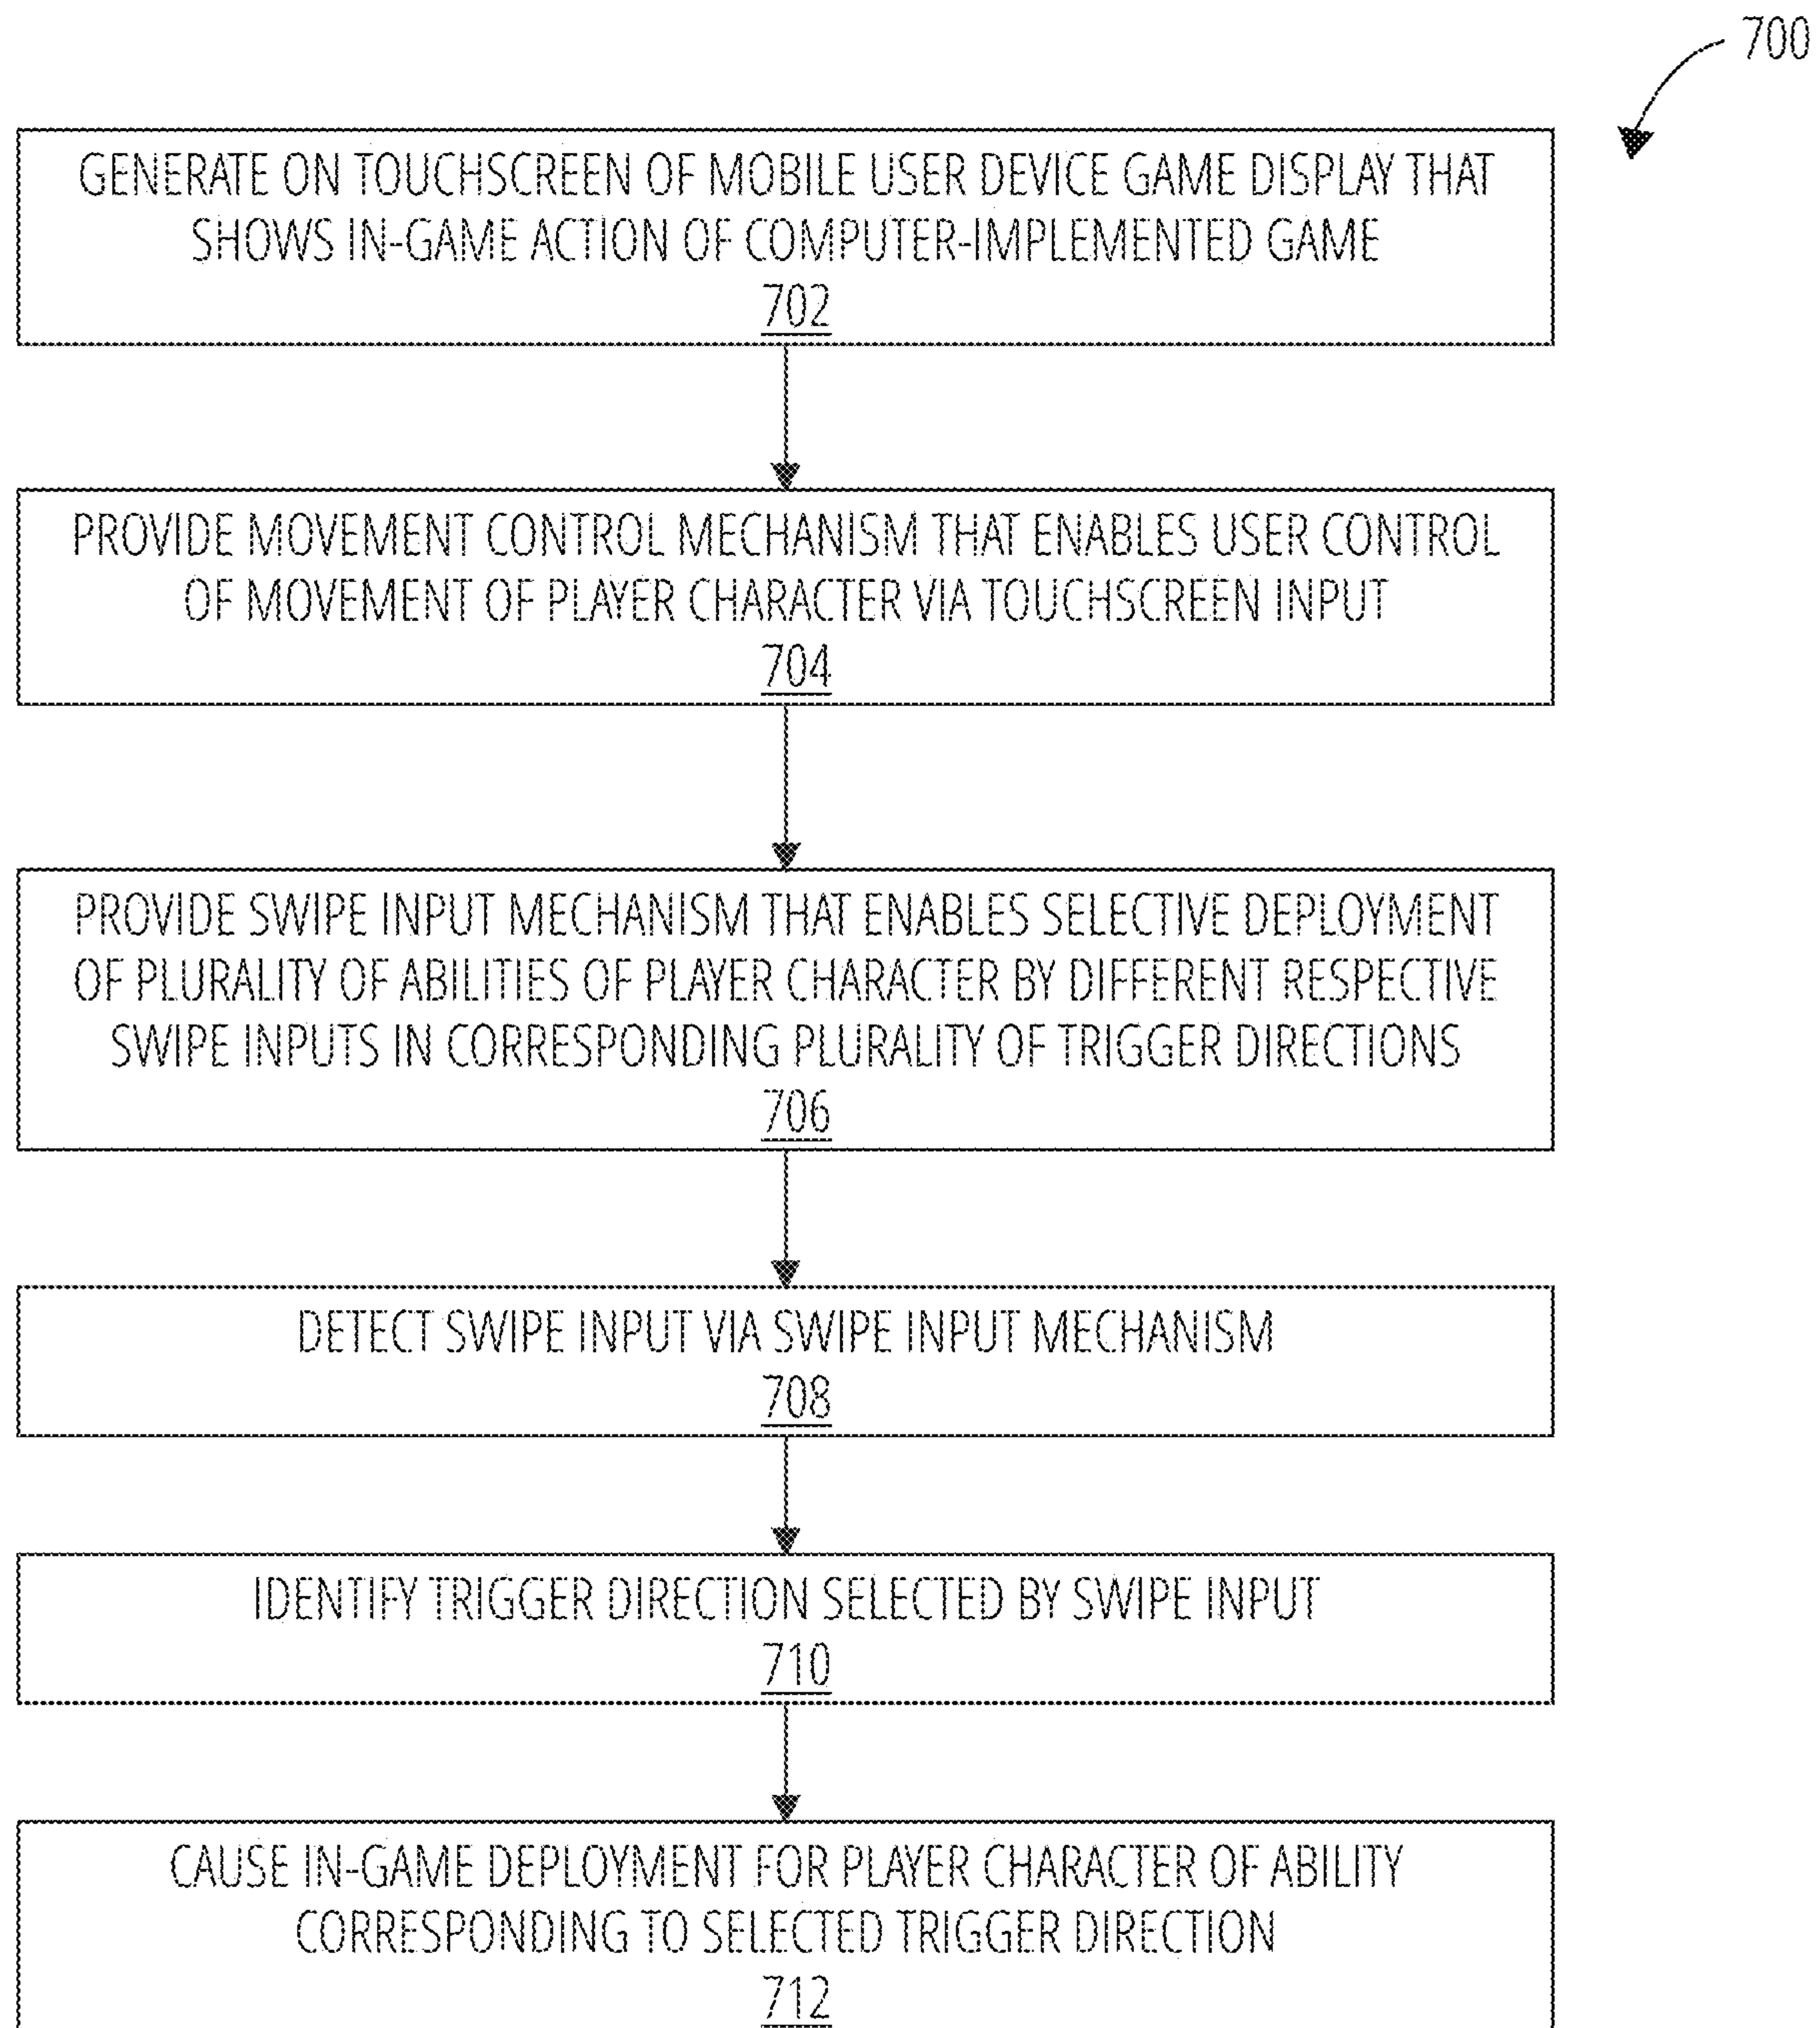 700
GENERATE ON TOUCHSCREEN OF MOBILE USER DEVICE GAME DISPLAY THAT
SHOWS IN-GAME ACTION OF COMPUTER-IMPLEMENTED GAME
702
PROVIDE MOVEMENT CONTROL MECHANISM THAT ENABLES USER CONTROL
OF MOVEMENT OF PLAYER CHARACTER VIA TOUCHSCREEN INPUT
704
PROVIDE SWIPE INPUT MECHANISM THAT ENABLES SELECTIVE DEPLOYMENT
OF PLURALITY OF ABILITIES OF PLAYER CHARACTER BY DIFFERENT RESPECTIVE
SWIPE INPUTS IN CORRESPONDING PLURALITY OF TRIGGER DIRECTIONS
706
DETECT SWIPE INPUT VIA SWIPE INPUT MECHANISM
708
IDENTIFY TRIGGER DIRECTION SELECTED BY SWIPE INPUT
710
CAUSE IN-GAME DEPLOYMENT FOR PLAYER CHARACTER OF ABILITY
CORRESPONDING TO SELECTED TRIGGER DIRECTION
712